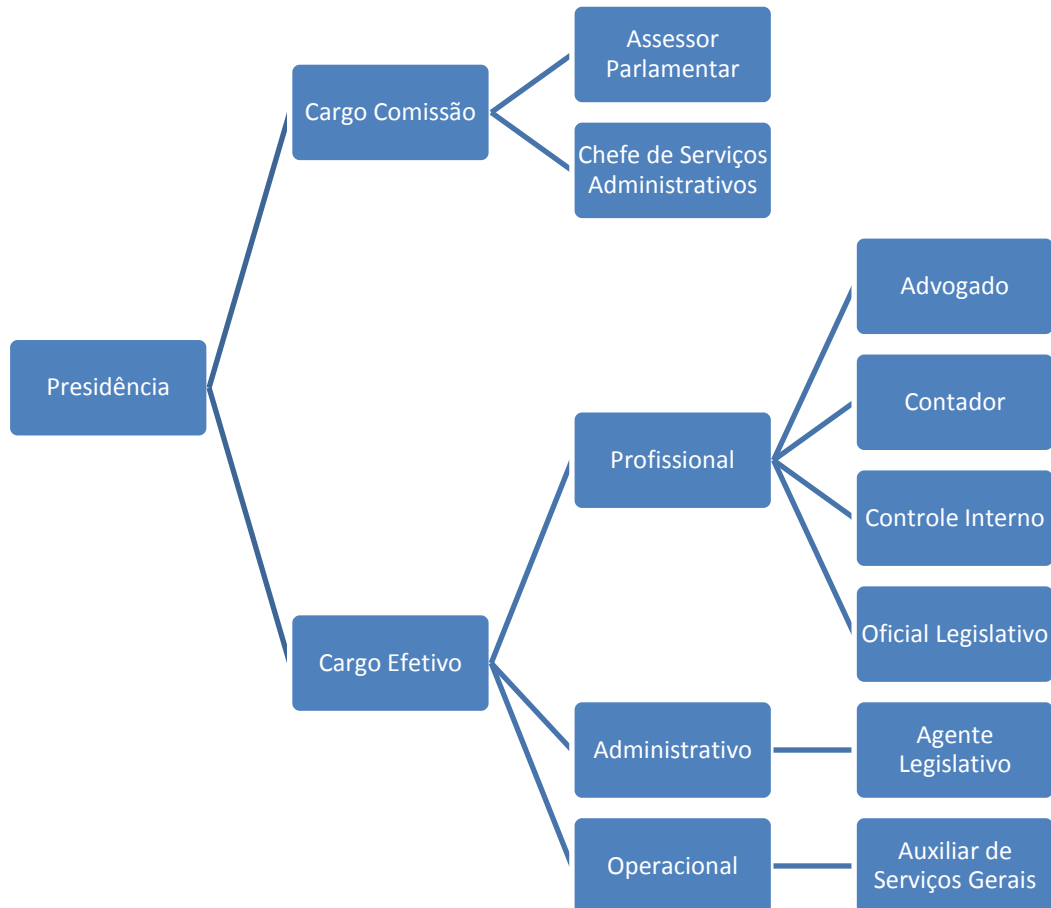 Presidência
Cargo Comissão
Assessor
Parlamentar
Chefe de Serviços
Administrativos
Cargo Efetivo
Profissional
Advogado
Contador
Controle Interno
Oficial Legislativo
Administrativo
Agente
Legislativo
Operacional
Auxiliar de
Serviços Gerais